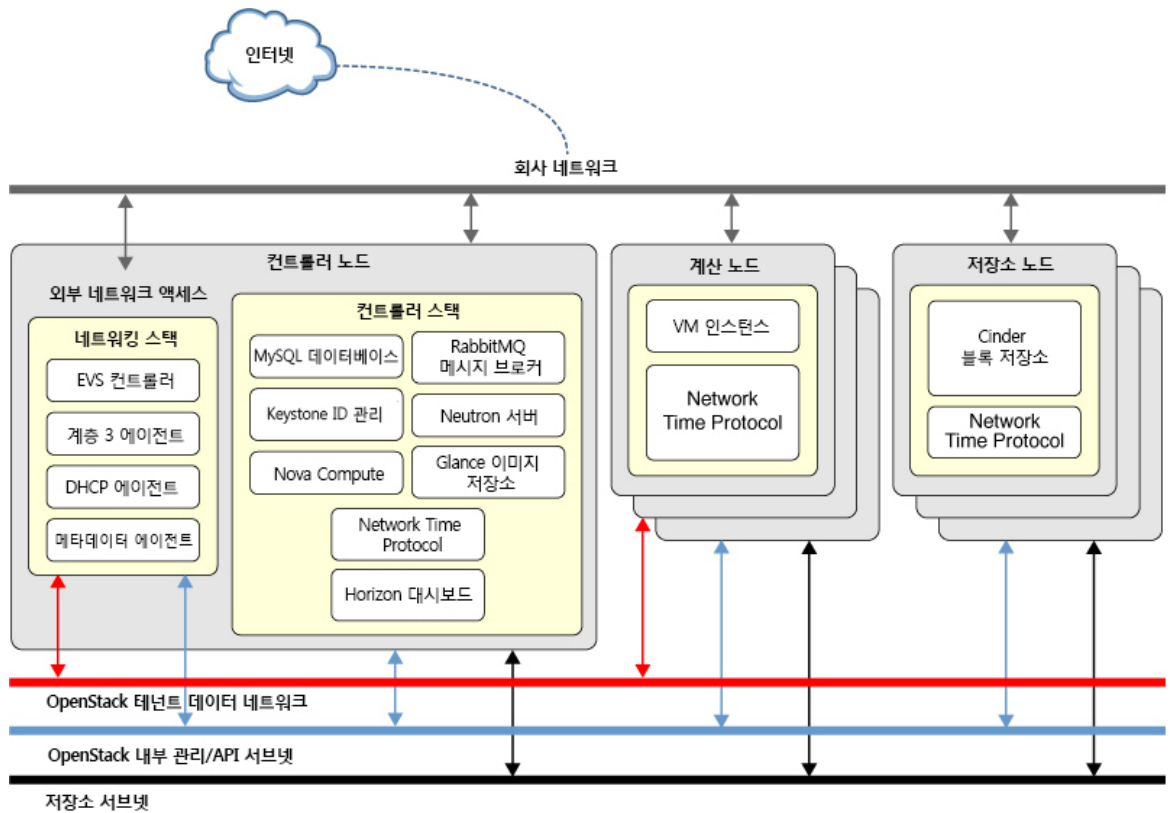 인터넷
회사 네트워크
컨트롤러 노드
외부 네트워크 액세스
네트워킹 스택
EVS 컨트롤러
계층 3 에이전트
DHCP 에이전트
메타데이터 에이전트
컨트롤러 스택
MySQL 데이터베이스
RabbitMQ
메시지 브로커
Keystone ID 관리
Neutron 서버
Nova Compute
Glance 이미지
저장소
Network Time
Protocol
Horizon 대시보드
계산 노드
VM 인스턴스
Network
Time Protocol
저장소 노드
Cinder
블록 저장소
Network
Time Protocol
OpenStack 테넌트 데이터 네트워크
OpenStack 내부 관리/API 서브넷
저장소 서브넷